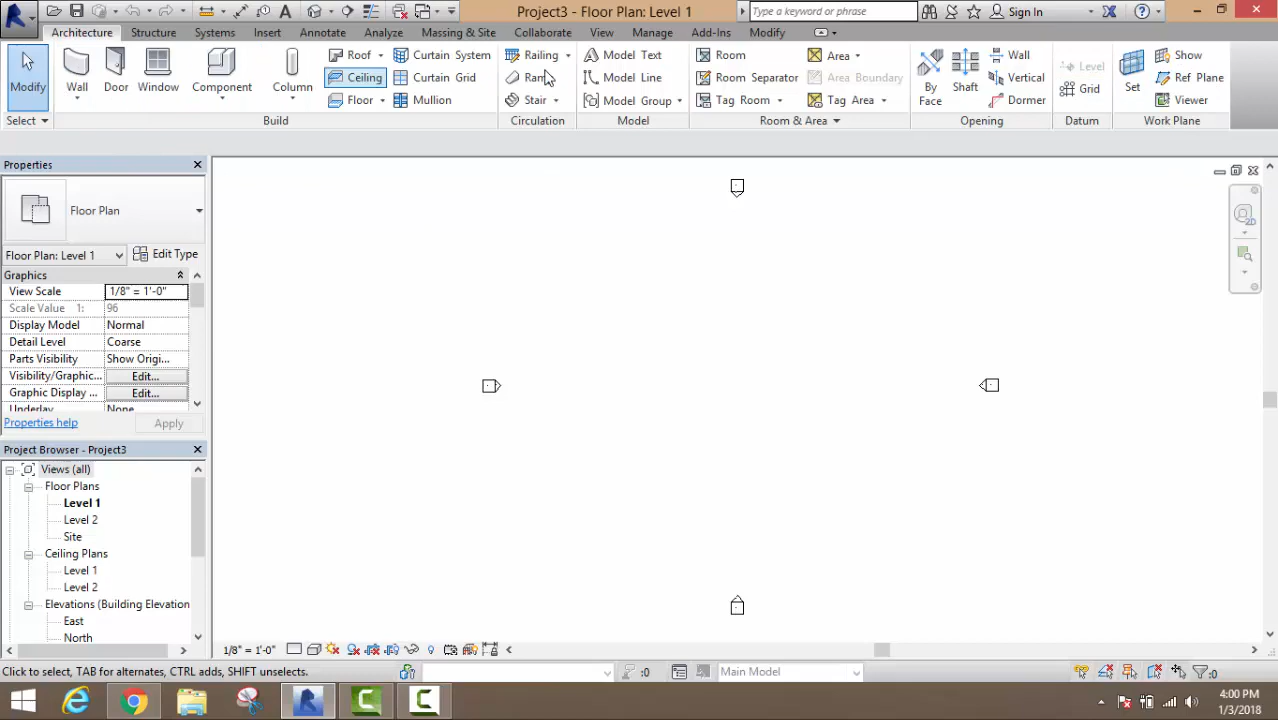 Project3 - Floor Plan: Level 1
Type a keyword or phrase
Sign In
Architecture Structure Systems Insert Annotate Analyze Massing & Site Collaborate View Manage Add-Ins Modify
Modify
Wall
Door
Window
Component
Column
Roof
Ceiling
Floor
Curtain System
Curtain Grid
Mullion
Railing
Ramp
Stair
Model Text
Model Line
Model Group
Room
Room Separator
Tag Room
Area
Area Boundary
Tag Area
By Face
Shaft
Wall
Vertical
Dormer
Level
Grid
Set
Show
Ref Plane
Viewer
Select
Build
Circulation
Model
Room & Area
Opening
Datum
Work Plane
Properties
Floor Plan
Floor Plan: Level 1
Edit Type
Graphics
View Scale 1/8" = 1'-0"
Scale Value 1: 96
Display Model Normal
Detail Level Coarse
Parts Visibility Show Origi...
Visibility/Graphic... Edit...
Graphic Display ... Edit...
Underlay None
Properties help
Apply
Project Browser - Project3
Views (all)
Floor Plans
Level 1
Level 2
Site
Ceiling Plans
Level 1
Level 2
Elevations (Building Elevation
East
North
2D
1/8" = 1'-0"
Click to select, TAB for alternates, CTRL adds, SHIFT unselects.
:0
Main Model
:0
4:00 PM
1/3/2018